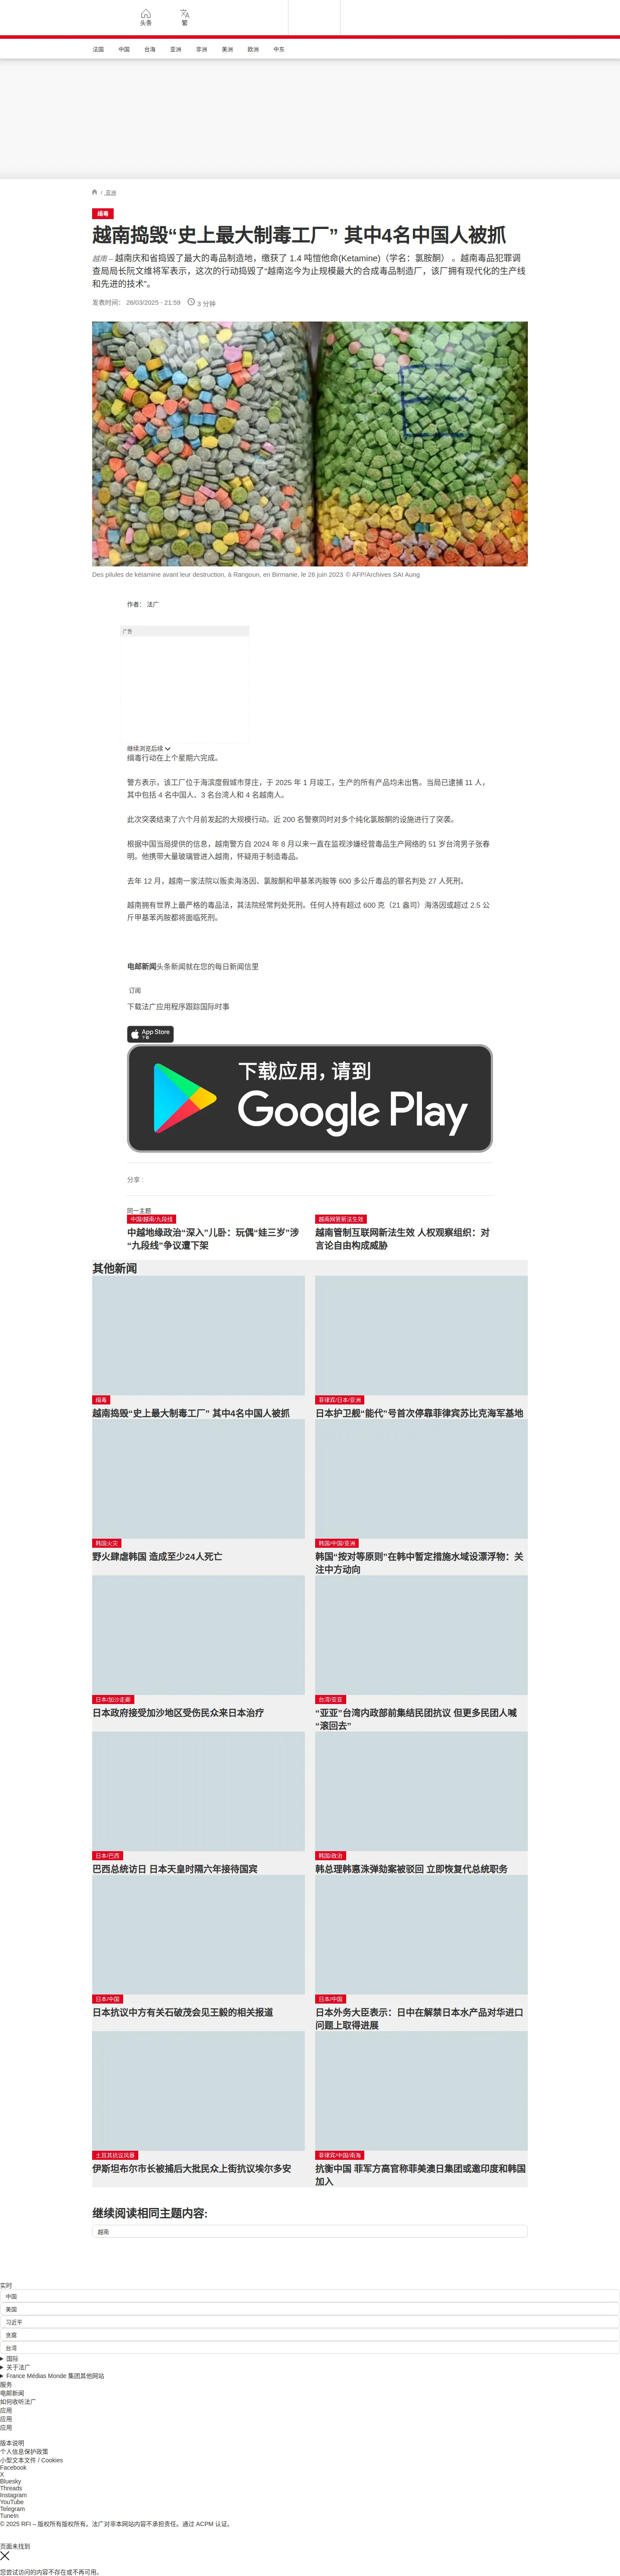 头条
繁
法国 中国 台海 亚洲 非洲 美洲 欧洲 中东
/ 亚洲
缉毒
越南捣毁“史上最大制毒工厂” 其中4名中国人被抓
越南 – 越南庆和省捣毁了最大的毒品制造地，缴获了 1.4 吨愷他命(Ketamine)（学名：氯胺酮） 。越南毒品犯罪调
查局局长阮文维将军表示，这次的行动捣毁了“越南迄今为止规模最大的合成毒品制造厂，该厂拥有现代化的生产线
和先进的技术”。
发表时间： 26/03/2025 - 21:59 3 分钟
Des pilules de kétamine avant leur destruction, à Rangoun, en Birmanie, le 26 juin 2023 © AFP/Archives SAI Aung
作者： 法广
广告
继续浏览后续
缉毒行动在上个星期六完成。
警方表示，该工厂位于海滨度假城市芽庄，于 2025 年 1 月竣工，生产的所有产品均未出售。当局已逮捕 11 人，
其中包括 4 名中国人、3 名台湾人和 4 名越南人。
此次突袭结束了六个月前发起的大规模行动。近 200 名警察同时对多个纯化氯胺酮的设施进行了突袭。
根据中国当局提供的信息，越南警方自 2024 年 8 月以来一直在监视涉嫌经营毒品生产网络的 51 岁台湾男子张春
明。他携带大量玻璃管进入越南，怀疑用于制造毒品。
去年 12 月，越南一家法院以贩卖海洛因、氯胺酮和甲基苯丙胺等 600 多公斤毒品的罪名判处 27 人死刑。
越南拥有世界上最严格的毒品法，其法院经常判处死刑。任何人持有超过 600 克（21 盎司）海洛因或超过 2.5 公
斤甲基苯丙胺都将面临死刑。
电邮新闻头条新闻就在您的每日新闻信里
订阅
下载法广应用程序跟踪国际时事
App Store
下载
下载应用，请到
Google Play
分享 :
同一主题
中国/越南/九段线
中越地缘政治“深入”儿卧：玩偶“娃三岁”涉
“九段线”争议遭下架
越南网管新法生效
越南管制互联网新法生效 人权观察组织：对
言论自由构成威胁
其他新闻
缉毒
越南捣毁“史上最大制毒工厂” 其中4名中国人被抓
菲律宾/日本/亚洲
日本护卫舰“能代”号首次停靠菲律宾苏比克海军基地
韩国火灾
野火肆虐韩国 造成至少24人死亡
韩国/中国/亚洲
韩国“按对等原则”在韩中暂定措施水域设漂浮物：关
注中方动向
日本/加沙走廊
日本政府接受加沙地区受伤民众来日本治疗
台湾/亚亚
“亚亚”台湾内政部前集结民团抗议 但更多民团人喊
“滚回去”
日本/巴西
巴西总统访日 日本天皇时隔六年接待国宾
韩国/政治
韩总理韩悳洙弹劾案被驳回 立即恢复代总统职务
日本/中国
日本抗议中方有关石破茂会见王毅的相关报道
日本/中国
日本外务大臣表示：日中在解禁日本水产品对华进口
问题上取得进展
土耳其抗议风暴
伊斯坦布尔市长被捕后大批民众上街抗议埃尔多安
菲律宾/中国/南海
抗衡中国 菲军方高官称菲美澳日集团或邀印度和韩国
加入
继续阅读相同主题内容:
越南
实时
中国
美国
习近平
贪腐
台湾
国际
关于法广
France Médias Monde 集团其他网站
服务
电邮新闻
如何收听法广
应用
应用
应用
版本说明
个人信息保护政策
小型文本文件 / Cookies
Facebook
X
Bluesky
Threads
Instagram
YouTube
Telegram
TuneIn
© 2025 RFI – 版权所有版权所有。法广对非本网站内容不承担责任。通过 ACPM 认证。
页面未找到
您尝试访问的内容不存在或不再可用。